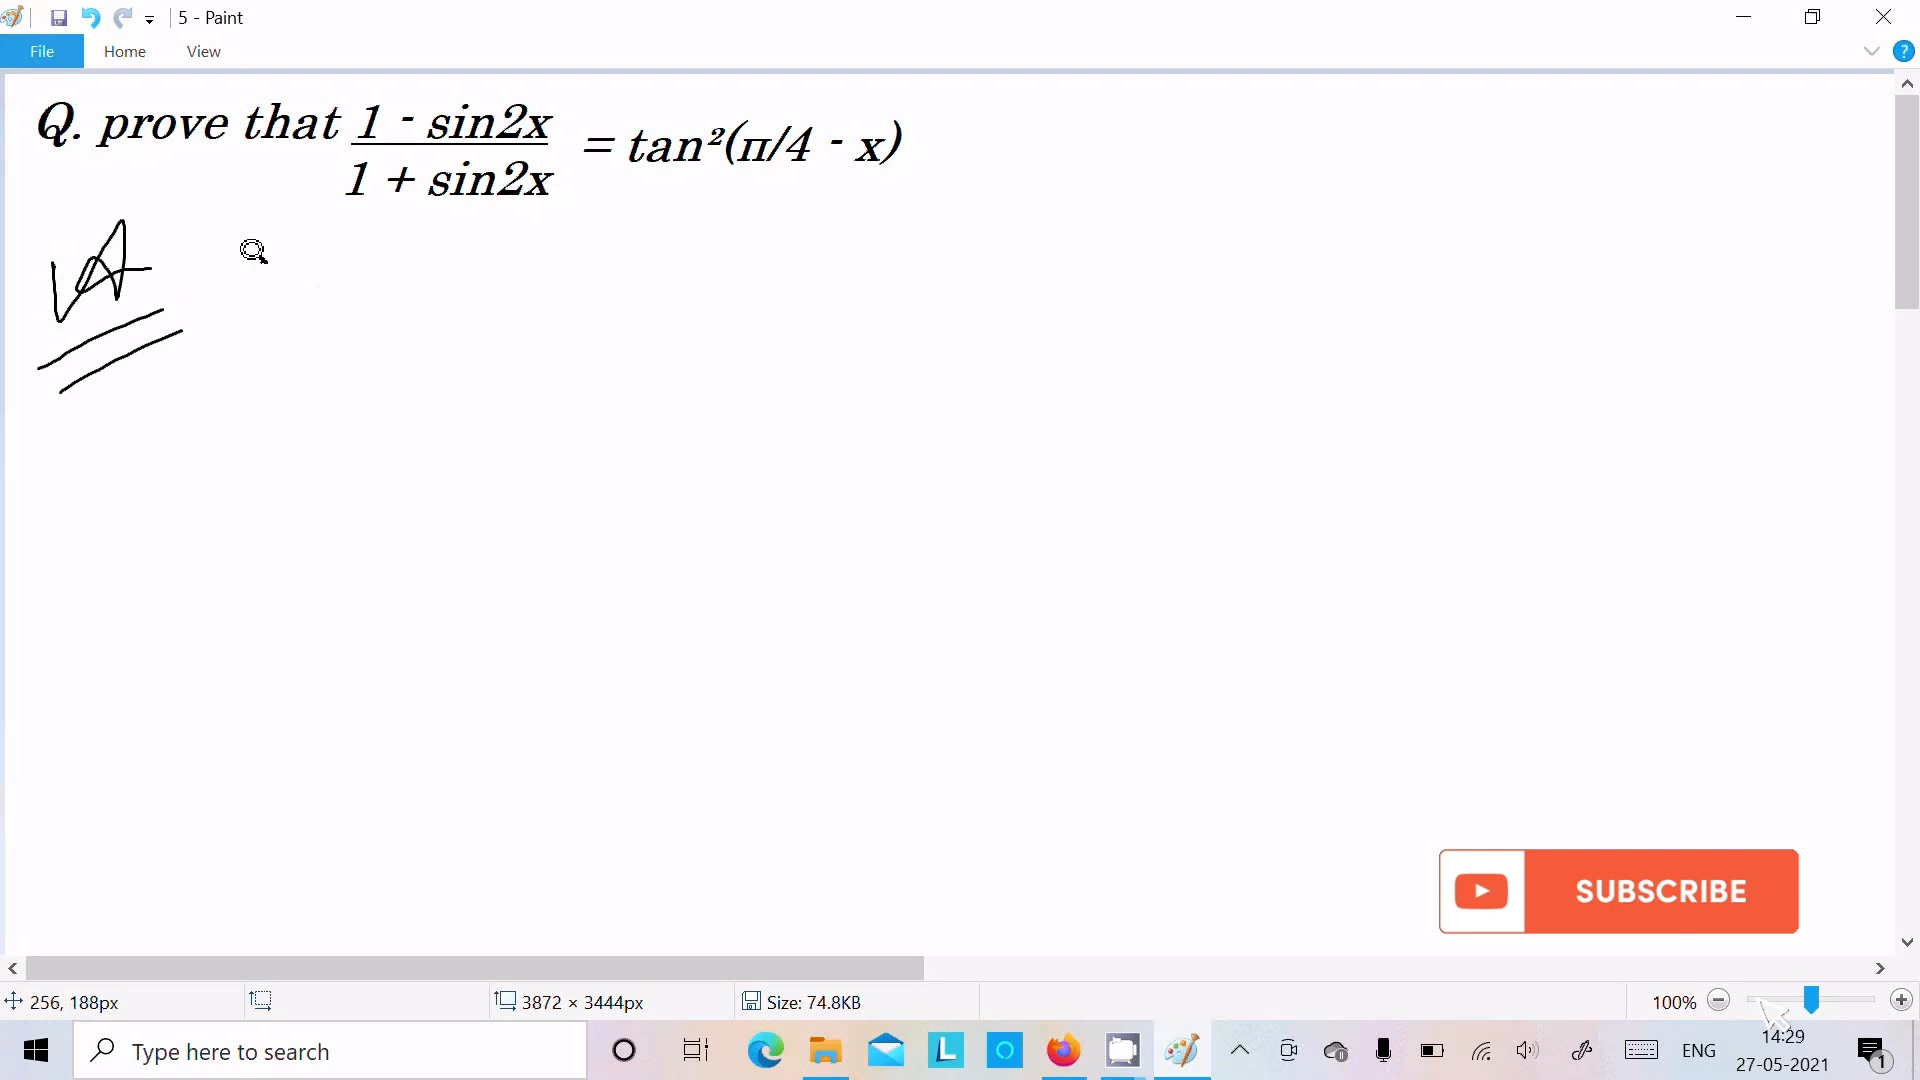 5 - Paint
File Home View
Q. prove that 1 - sin2x
= tan²(π/4 - x)
1 + sin2x
SUBSCRIBE
256, 188px
3872 × 3444px
Size: 74.8KB
100%
Type here to search
ENG
14:29
27-05-2021
1